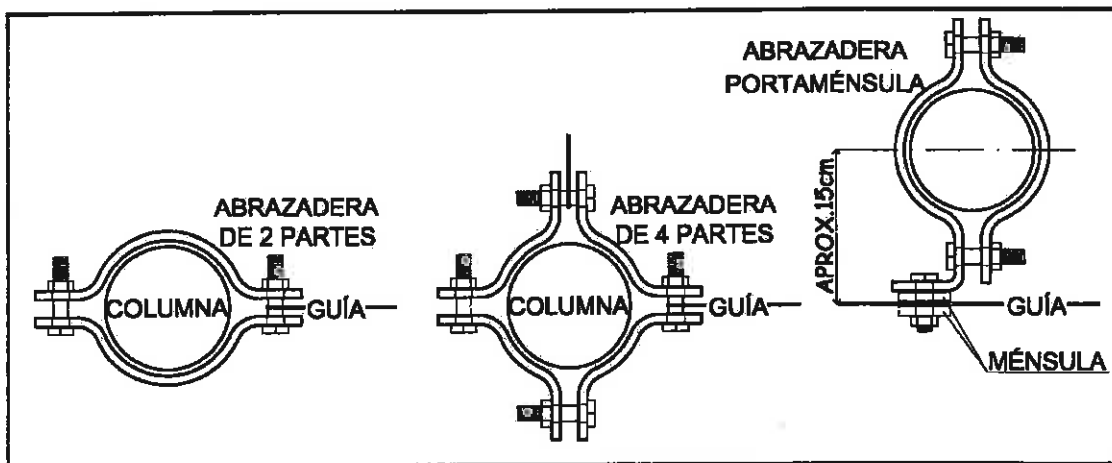 ABRAZADERA
DE 2 PARTES
COLUMNA
GUÍA
ABRAZADERA
DE 4 PARTES
COLUMNA
GUÍA
ABRAZADERA
PORTAMÉNSULA
APROX.15cm
GUÍA
MÉNSULA